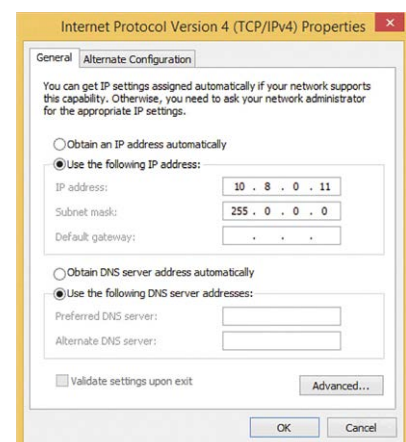 Internet Protocol Version 4 (TCP/IPv4) Properties
General Alternate Configuration
You can get IP settings assigned automatically if your network supports
this capability. Otherwise, you need to ask your network administrator
for the appropriate IP settings.
Obtain an IP address automatically
Use the following IP address:
IP address: 10 . 8 . 0 . 11
Subnet mask: 255 . 0 . 0 . 0
Default gateway: . . .
Obtain DNS server address automatically
Use the following DNS server addresses:
Preferred DNS server:
Alternate DNS server:
Validate settings upon exit
Advanced...
OK Cancel